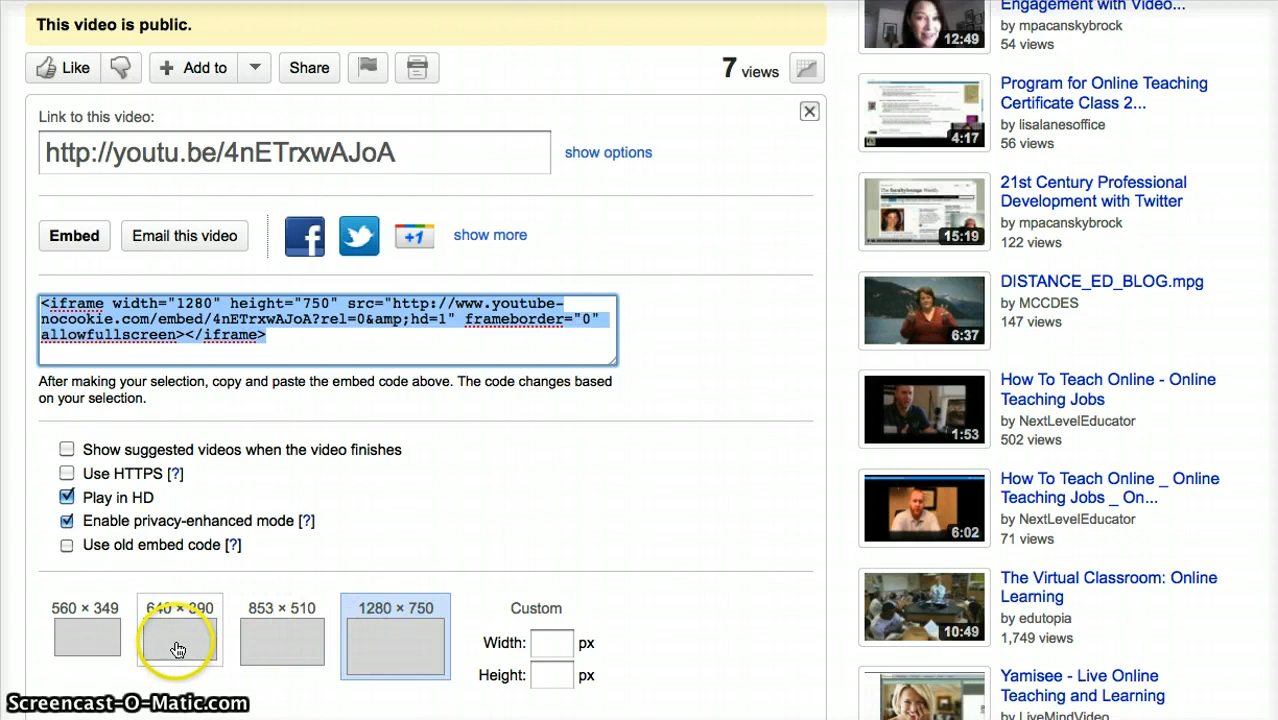 This video is public.
Like
Add to
Share
7 views
Link to this video:
http://youtube/4nETrxwAJoA
show options
Embed
Email this video
f
+1
show more
<iframe width="1280" height="750" src="http://www.youtube-
nocookie.com/embed/4nETrxwAJoA?rel=0&amp;hd=1" frameborder="0"
allowfullscreen></iframe>
After making your selection, copy and paste the embed code above. The code changes based
on your selection.
Show suggested videos when the video finishes
Use HTTPS [?]
Play in HD
Enable privacy-enhanced mode [?]
Use old embed code [?]
560 × 349
640 × 390
853 × 510
1280 × 750
Custom
Width:
px
Height:
px
Screencast-O-Matic.com
Engagement with Video...
by mpacanskybrock
54 views
12:49
Program for Online Teaching
Certificate Class 2...
by lisalanesoffice
56 views
4:17
21st Century Professional
Development with Twitter
by mpacanskybrock
122 views
15:19
DISTANCE_ED_BLOG.mpg
by MCCDES
147 views
6:37
How To Teach Online - Online
Teaching Jobs
by NextLevelEducator
502 views
1:53
How To Teach Online _ Online
Teaching Jobs _ On...
by NextLevelEducator
71 views
6:02
The Virtual Classroom: Online
Learning
by edutopia
1,749 views
10:49
Yamisee - Live Online
Teaching and Learning
by LiveMindVideo